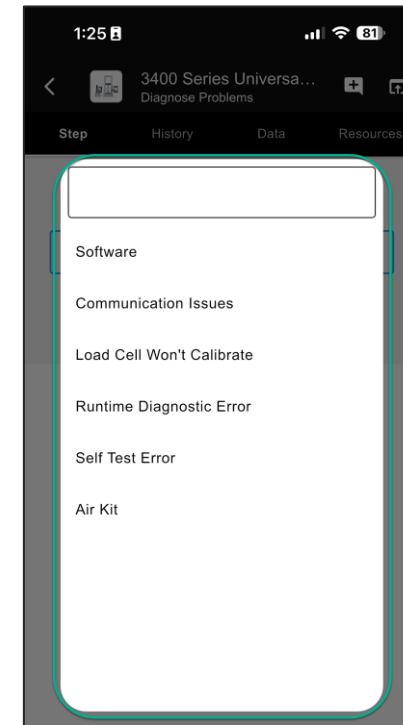 1:25
81
3400 Series Universa...
Diagnose Problems
Step History Data Resources
Software
Communication Issues
Load Cell Won't Calibrate
Runtime Diagnostic Error
Self Test Error
Air Kit